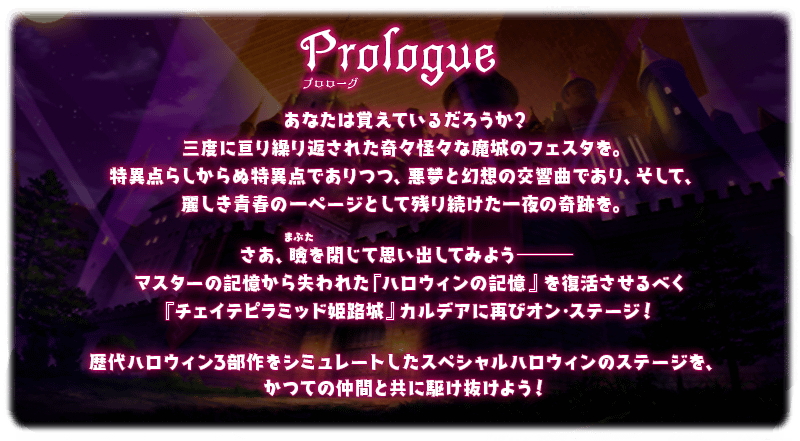 Prologue
プロローグ
あなたは覚えているだろうか？
三度に亘り繰り返された奇々怪々な魔城のフェスタを。
特異点らしからぬ特異点でありつつ、悪夢と幻想の交響曲であり、そして、
麗しき青春の一ページとして残り続けた一夜の奇跡を。
まぶた
さあ、瞼を閉じて思い出してみよう――――
マスターの記憶から失われた『ハロウィンの記憶』を復活させるべく
『チェイテピラミッド姫路城』カルデアに再びオン・ステージ！
歴代ハロウィン3部作をシミュレートしたスペシャルハロウィンのステージを、
かつての仲間と共に駆け抜けよう！